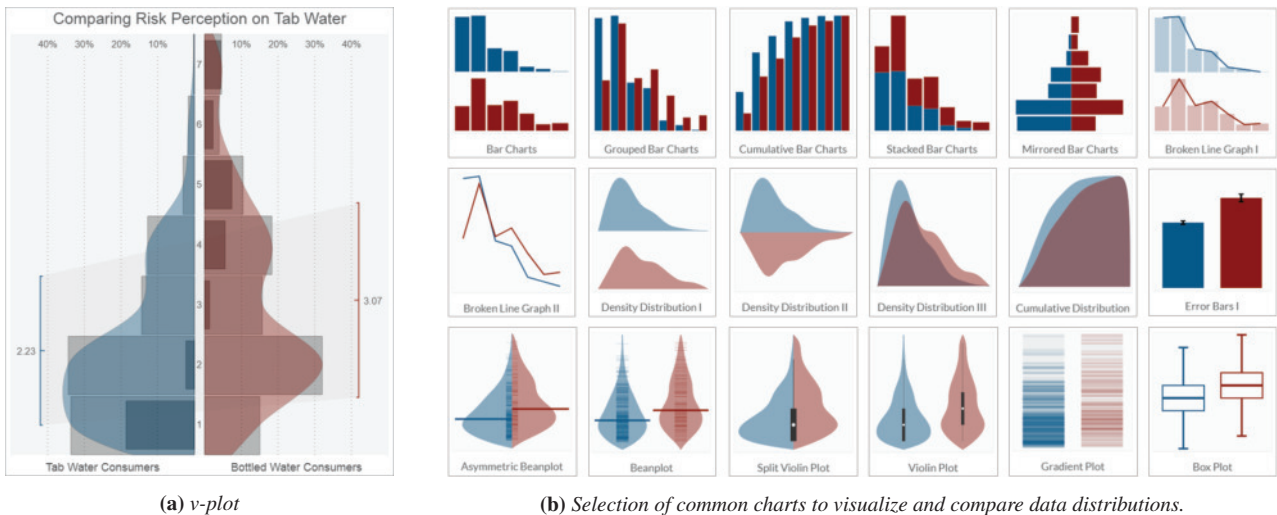 Comparing Risk Perception on Tab Water
40% 20% 10% 10% 20% 30% 40%
7
6
5
4
3
2
1
2.23
3.07
Tab Water Consumers Bottled Water Consumers
(a) v-plot
Bar Charts Grouped Bar Charts Cumulative Bar Charts Stacked Bar Charts Mirrored Bar Charts Broken Line Graph I
Broken Line Graph II Density Distribution I Density Distribution II Density Distribution III Cumulative Distribution Error Bars I
Asymmetric Beanplot Beanplot Split Violin Plot Violin Plot Gradient Plot Box Plot
(b) Selection of common charts to visualize and compare data distributions.